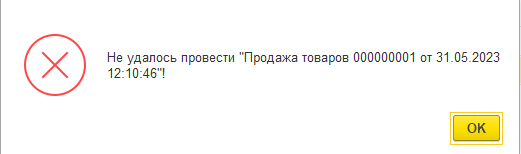 Не удалось провести "Продажа товаров 000000001 от 31.05.2023
12:10:46"!
OK